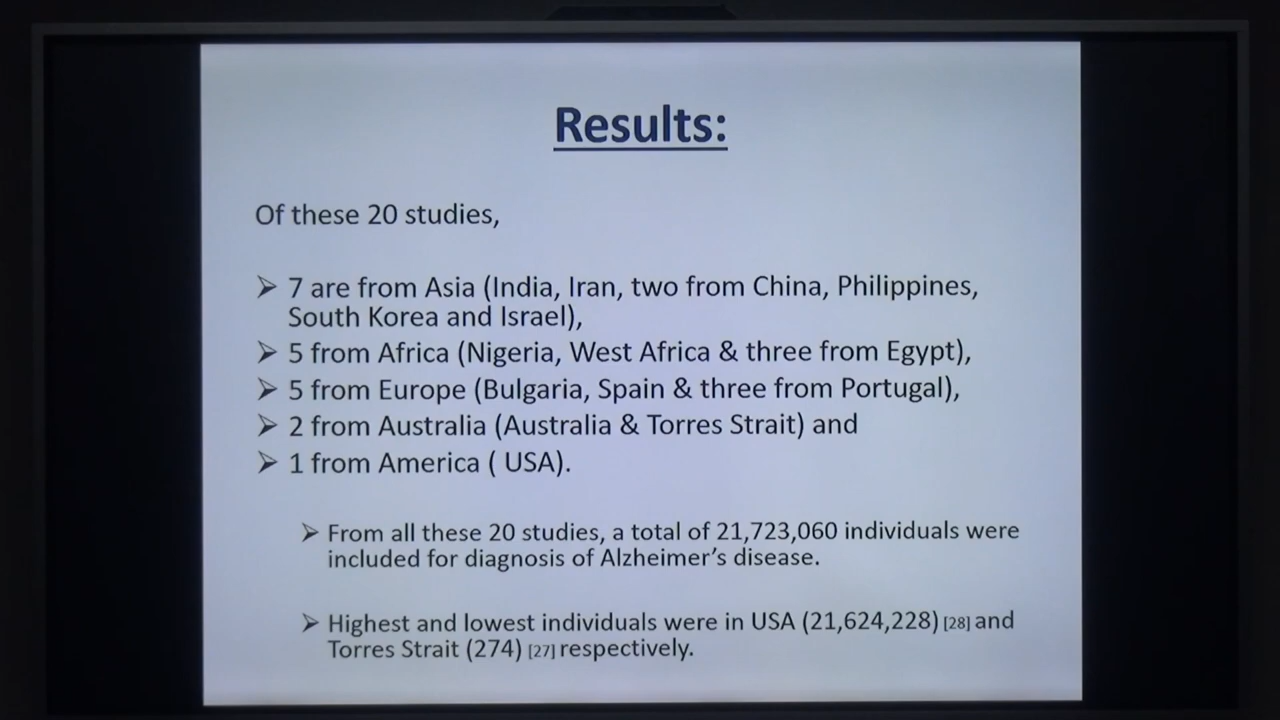 Results:
Of these 20 studies,
➢ 7 are from Asia (India, Iran, two from China, Philippines,
South Korea and Israel),
➢ 5 from Africa (Nigeria, West Africa & three from Egypt),
➢ 5 from Europe (Bulgaria, Spain & three from Portugal),
➢ 2 from Australia (Australia & Torres Strait) and
➢ 1 from America ( USA).
➢ From all these 20 studies, a total of 21,723,060 individuals were
included for diagnosis of Alzheimer’s disease.
➢ Highest and lowest individuals were in USA (21,624,228) [28] and
Torres Strait (274) [27] respectively.